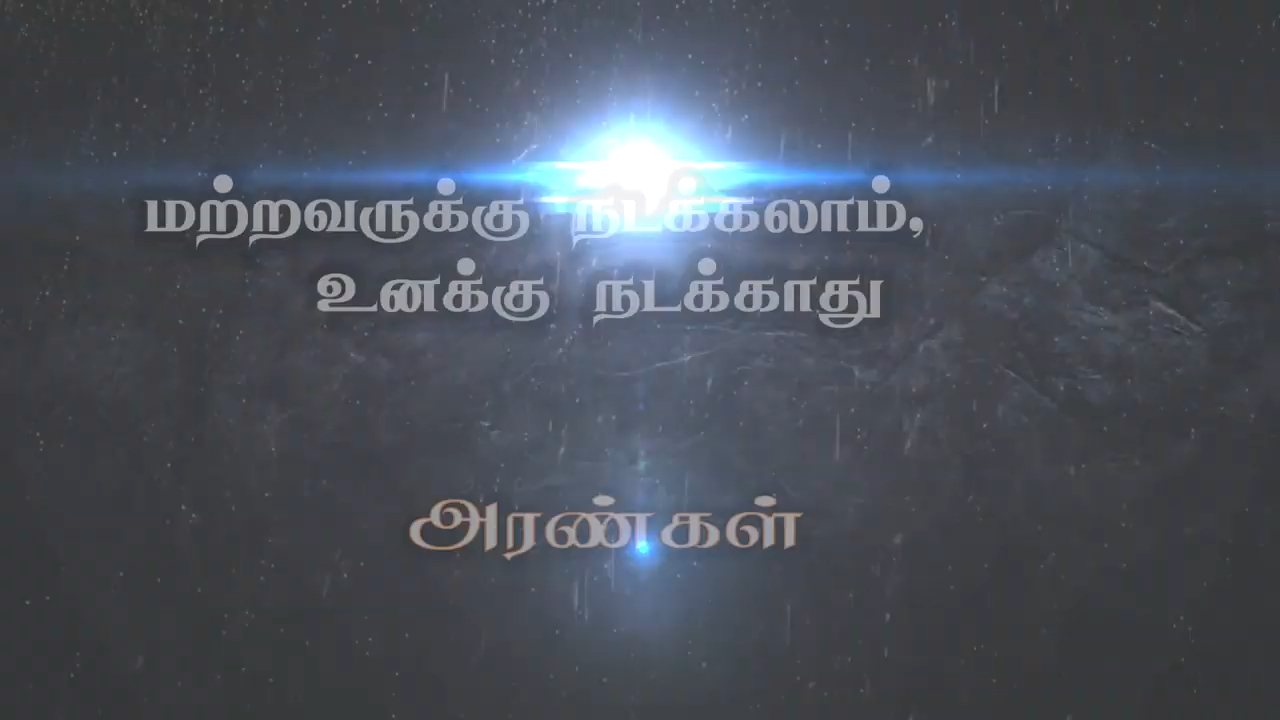 மற்றவருக்கு நடக்கலாம்,
உனக்கு நடக்காது
அரண்கள்